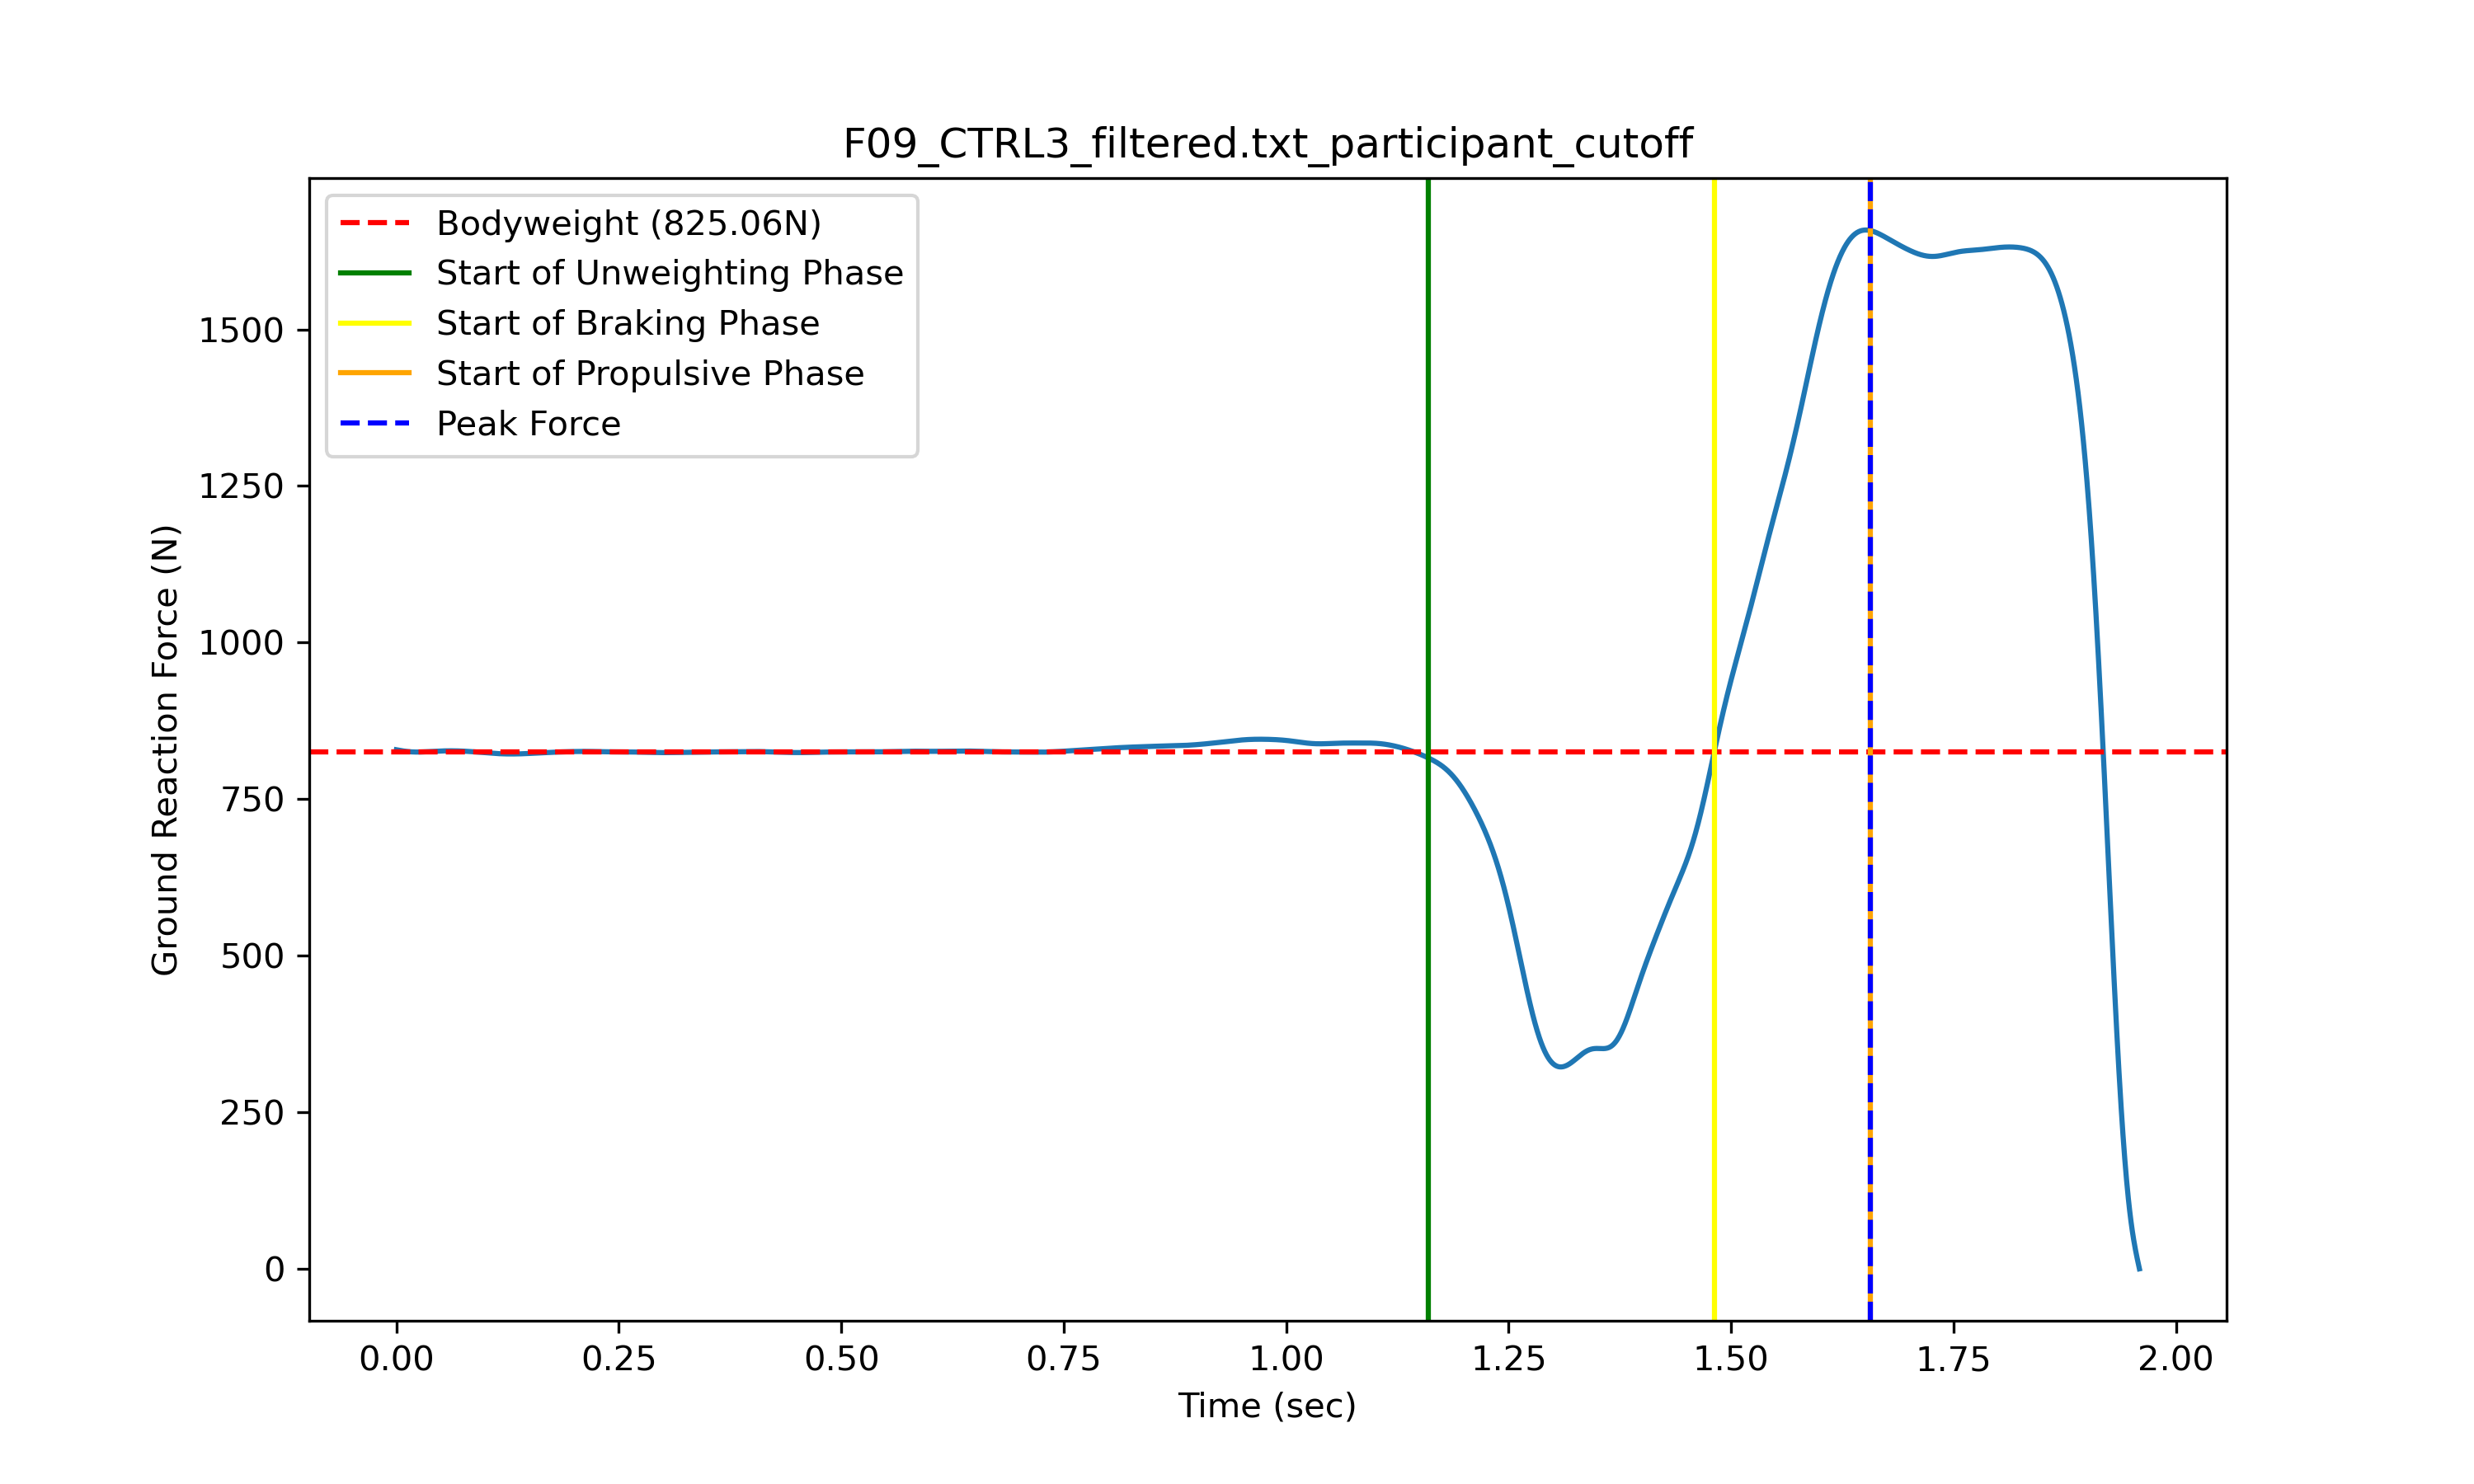 F09_CTRL3_filtered.txt_participant_cutoff
Bodyweight (825.06N)
Start of Unweighting Phase
Start of Braking Phase
Start of Propulsive Phase
Peak Force
Ground Reaction Force (N)
1500
1250
1000
750
500
250
0
0.00 0.25 0.50 0.75 1.00 1.25 1.50 1.75 2.00
Time (sec)